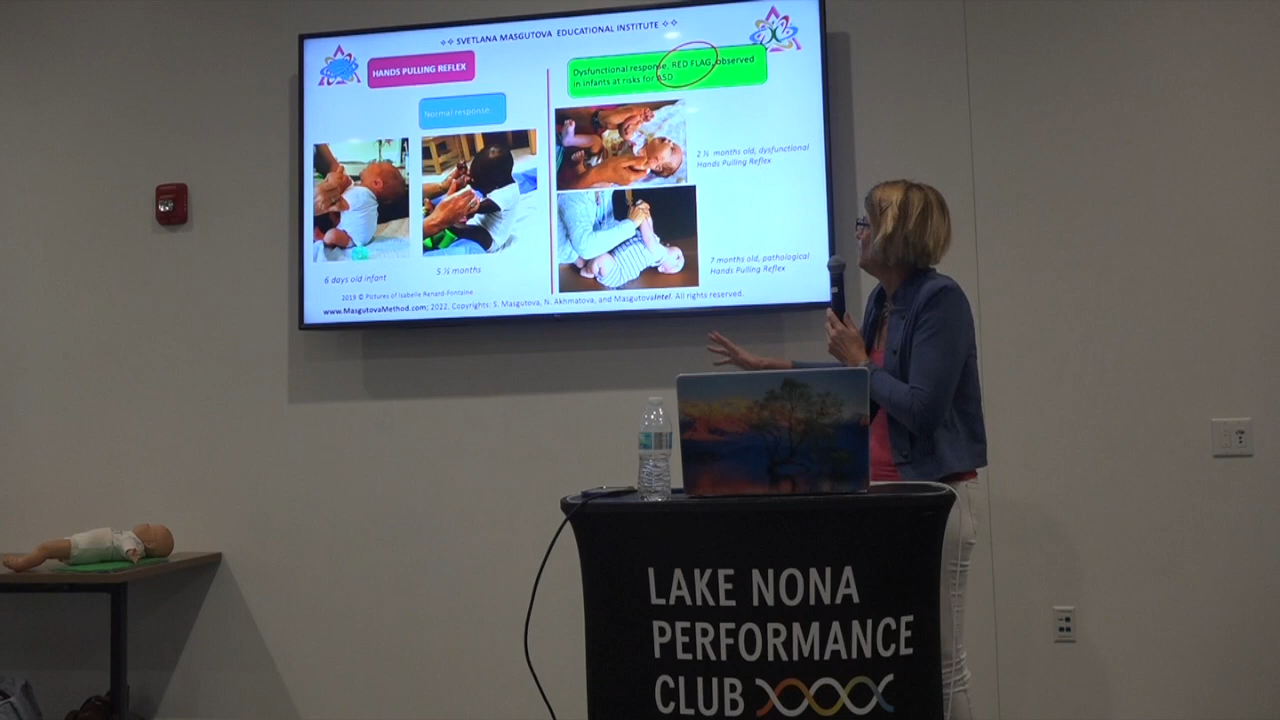 ✧✧ SVETLANA MASGUTOVA EDUCATIONAL INSTITUTE ✧✧
HANDS PULLING REFLEX
Dysfunctional response, RED FLAG, observed
in infants at risks for ASD
Normal response:
2 ½ months old, dysfunctional
Hands Pulling Reflex
7 months old, pathological
Hands Pulling Reflex
6 days old infant
5 ½ months
2019 © Pictures of Isabelle Renard-Fontaine
www.MasgutovaMethod.com; 2022. Copyrights: S. Masgutova, N. Akhmatova, and MasgutovaIntel. All rights reserved.
LAKE NONA
PERFORMANCE
CLUB